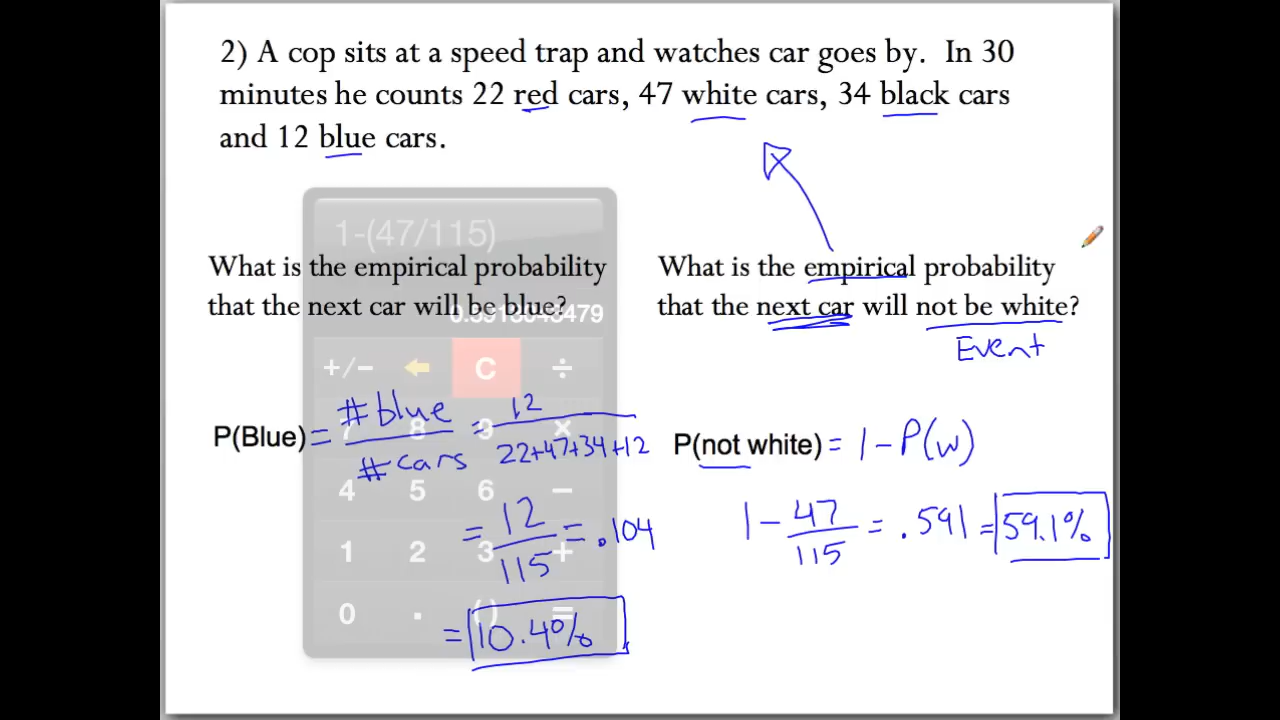 2) A cop sits at a speed trap and watches car goes by. In 30
minutes he counts 22 red cars, 47 white cars, 34 black cars
and 12 blue cars.
1-(47/115)
What is the empirical probability
that the next car will be blue?
What is the empirical probability
that the next car will not be white?
Event
+/− C ÷
P(Blue) = # blue / # cars = 12 / 22+47+34+12
7 8 9 ×
4 5 6 −
= 12/115 = .104
1 2 3 +
0 . ( ) =
= 10.4%
P(not white) = 1 − P(w)
1 − 47/115 = .591 = 59.1%